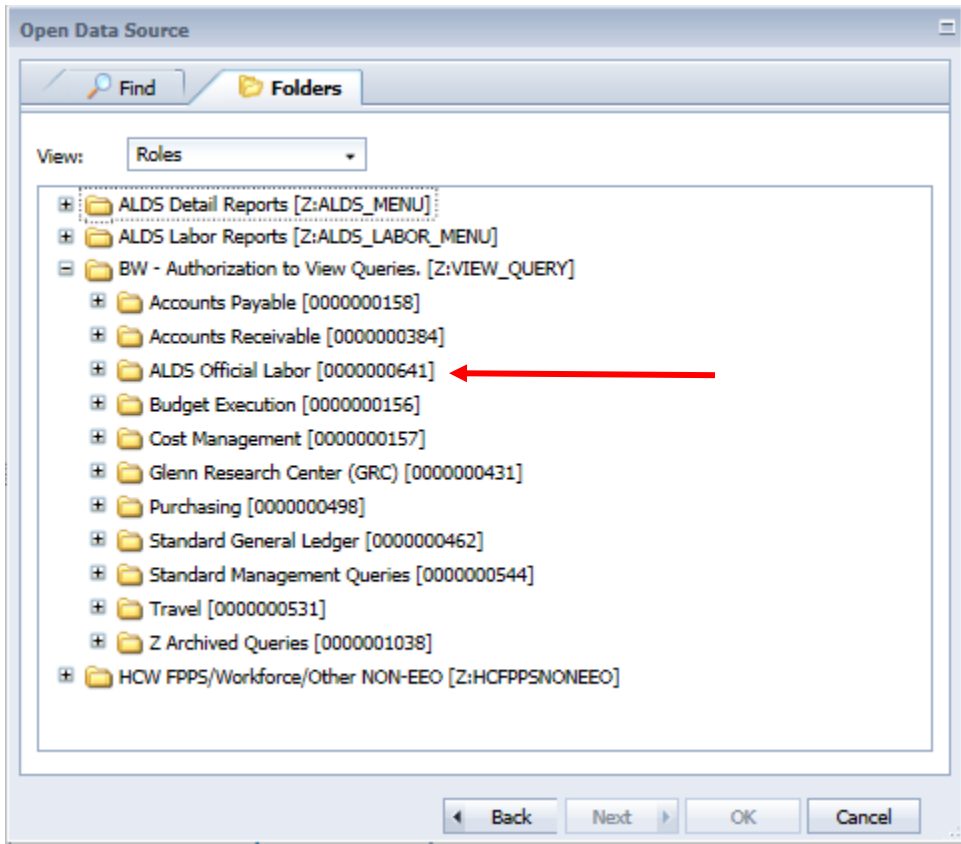 Open Data Source
Find Folders
View: Roles
ALDS Detail Reports [Z:ALDS_MENU]
ALDS Labor Reports [Z:ALDS_LABOR_MENU]
BW - Authorization to View Queries. [Z:VIEW_QUERY]
Accounts Payable [0000000158]
Accounts Receivable [0000000384]
ALDS Official Labor [0000000641]
Budget Execution [0000000156]
Cost Management [0000000157]
Glenn Research Center (GRC) [0000000431]
Purchasing [0000000498]
Standard General Ledger [0000000462]
Standard Management Queries [0000000544]
Travel [0000000531]
Z Archived Queries [0000001038]
HCW FPPS/Workforce/Other NON-EEO [Z:HCFPPSNONEEO]
Back Next OK Cancel